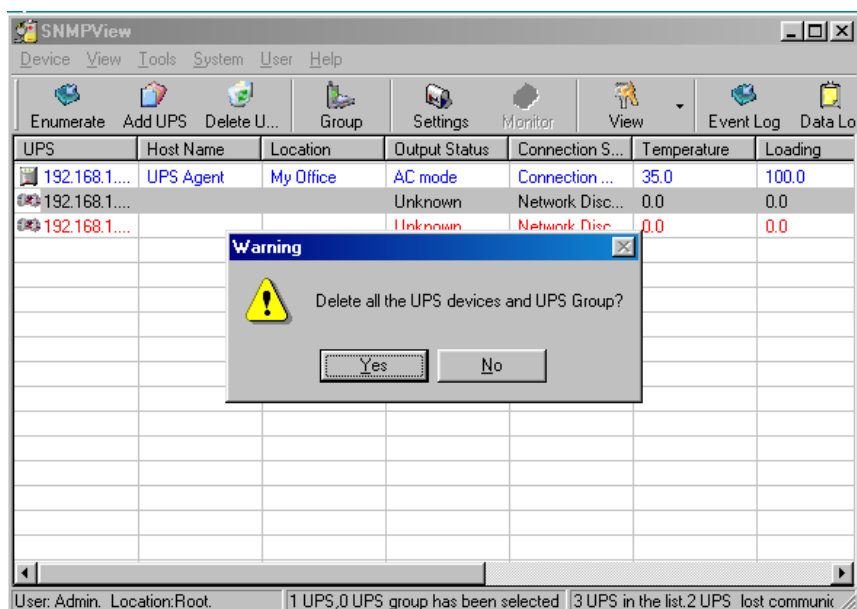 SNMPView
Device View Tools System User Help
Enumerate Add UPS Delete U... Group Settings Monitor View Event Log Data Lo
UPS Host Name Location Output Status Connection S... Temperature Loading
192.168.1.... UPS Agent My Office AC mode Connection ... 35.0 100.0
192.168.1.... Unknown Network Disc... 0.0 0.0
192.168.1.... Unknown Network Disc... 0.0 0.0
Warning
Delete all the UPS devices and UPS Group?
Yes No
User: Admin. Location:Root. 1 UPS,0 UPS group has been selected 3 UPS in the list.2 UPS lost communic